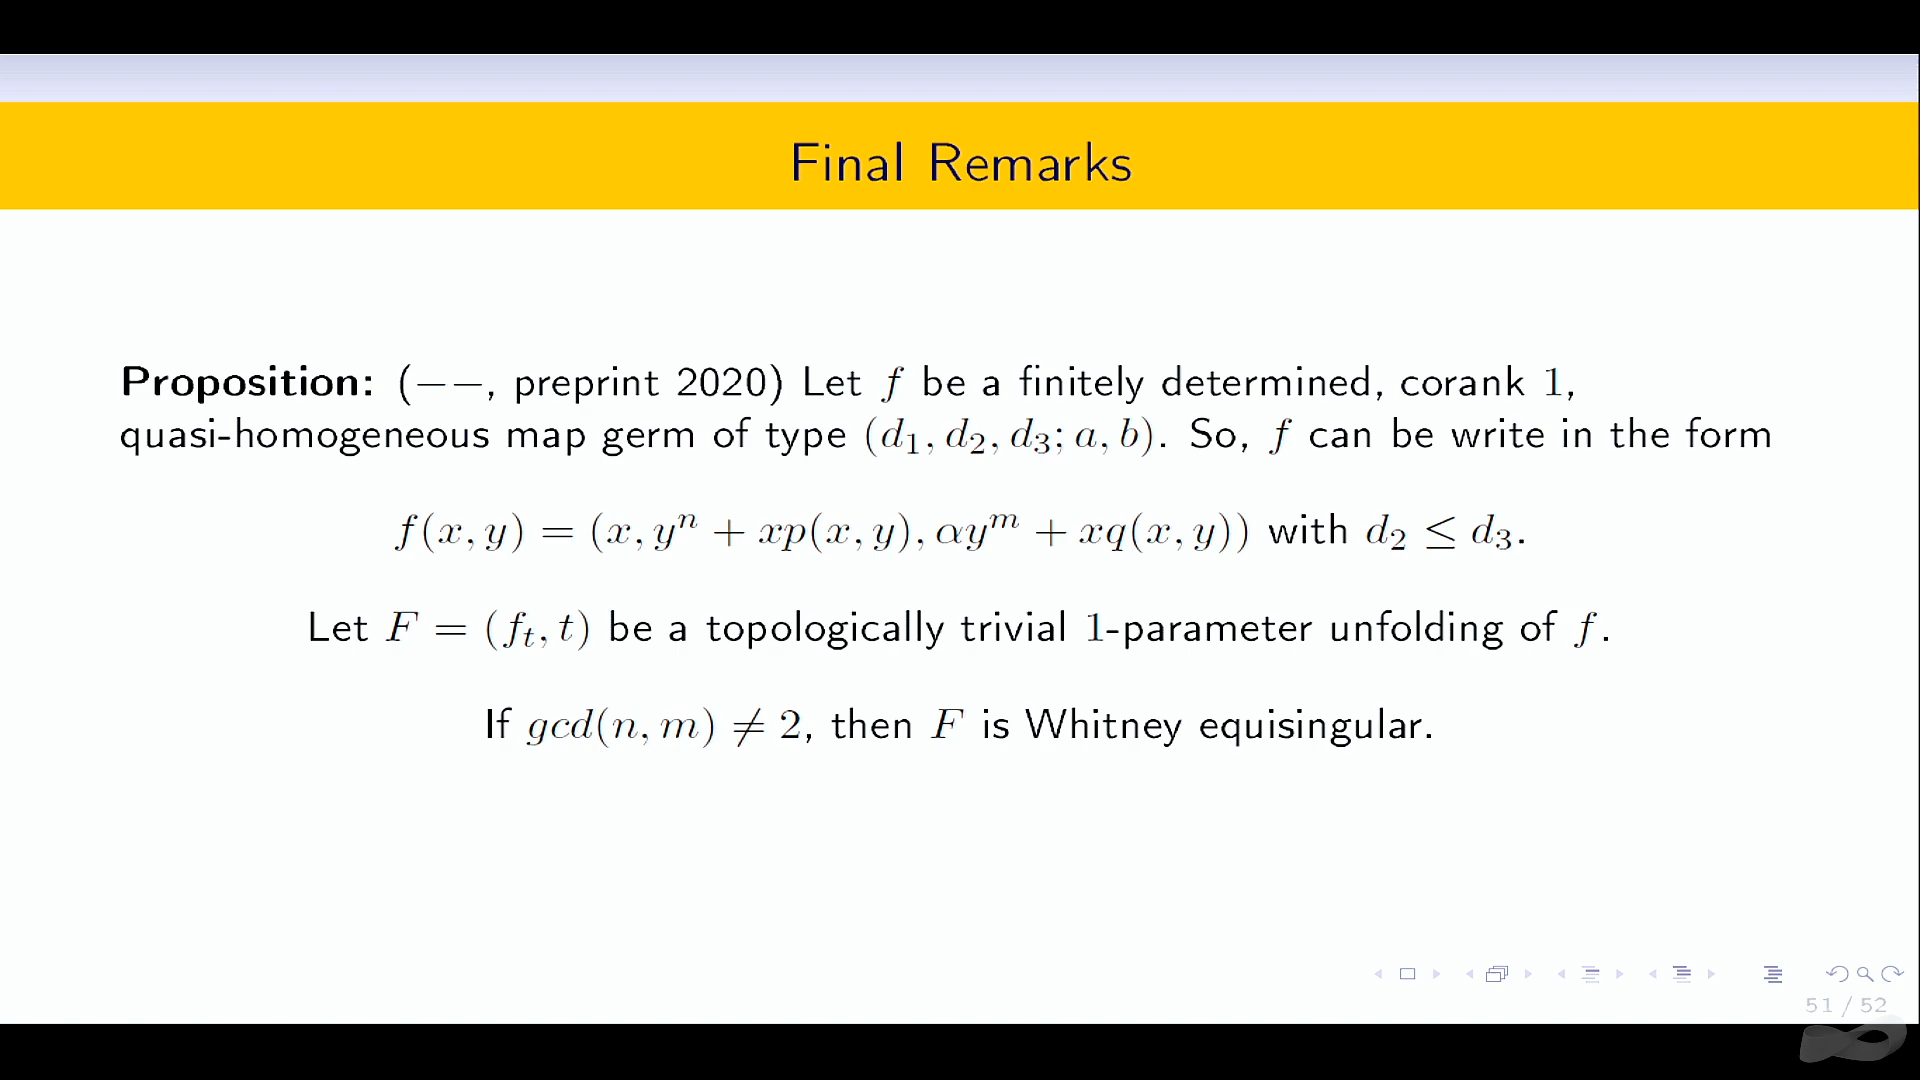 Final Remarks
Proposition: (−−, preprint 2020) Let f be a finitely determined, corank 1,
quasi-homogeneous map germ of type (d₁, d₂, d₃; a, b). So, f can be write in the form
f(x, y) = (x, yⁿ + xp(x, y), αyᵐ + xq(x, y)) with d₂ ≤ d₃.
Let F = (fₜ, t) be a topologically trivial 1-parameter unfolding of f.
If gcd(n, m) ≠ 2, then F is Whitney equisingular.
51 / 52